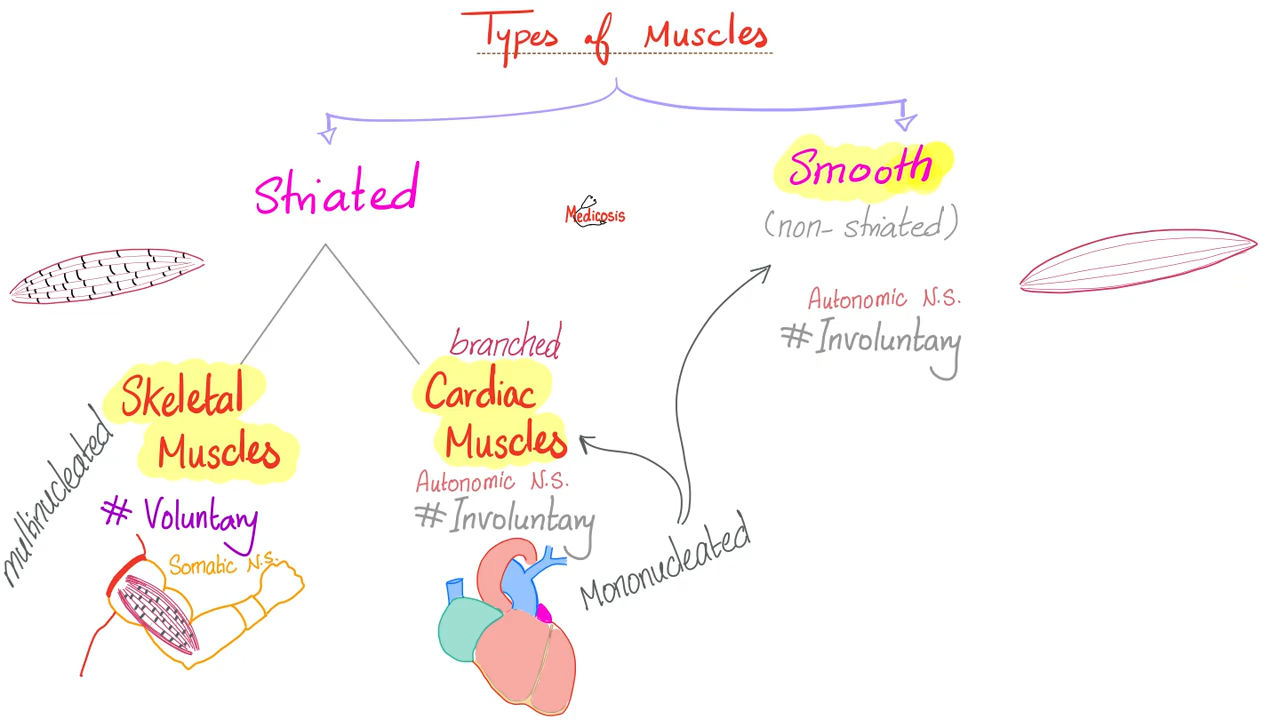 Types of Muscles
Striated
Smooth
(non-striated)
Medicosis
Autonomic N.S.
# Involuntary
branched
Skeletal
Muscles
multinucleated
# Voluntary
Somatic N.S.
Cardiac
Muscles
Autonomic N.S.
# Involuntary
Mononucleated